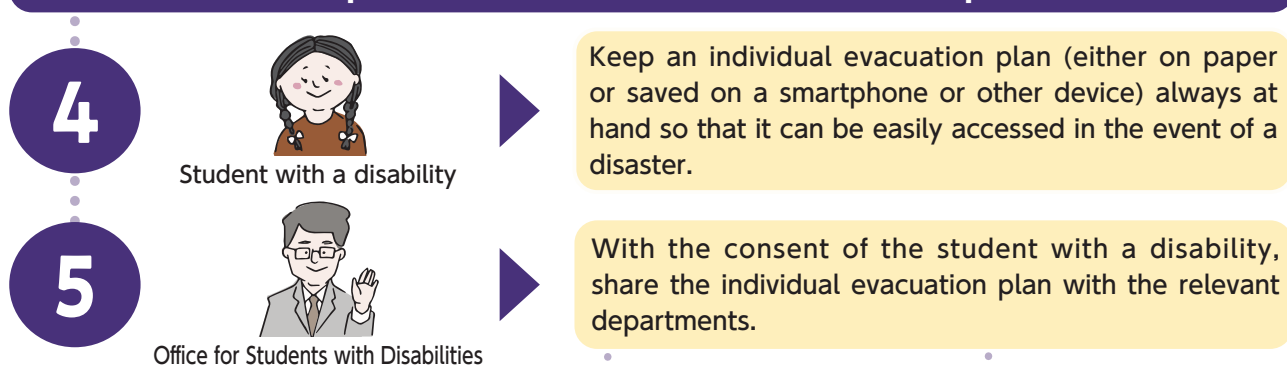 4
Student with a disability
Keep an individual evacuation plan (either on paper
or saved on a smartphone or other device) always at
hand so that it can be easily accessed in the event of a
disaster.
5
Office for Students with Disabilities
With the consent of the student with a disability,
share the individual evacuation plan with the relevant
departments.